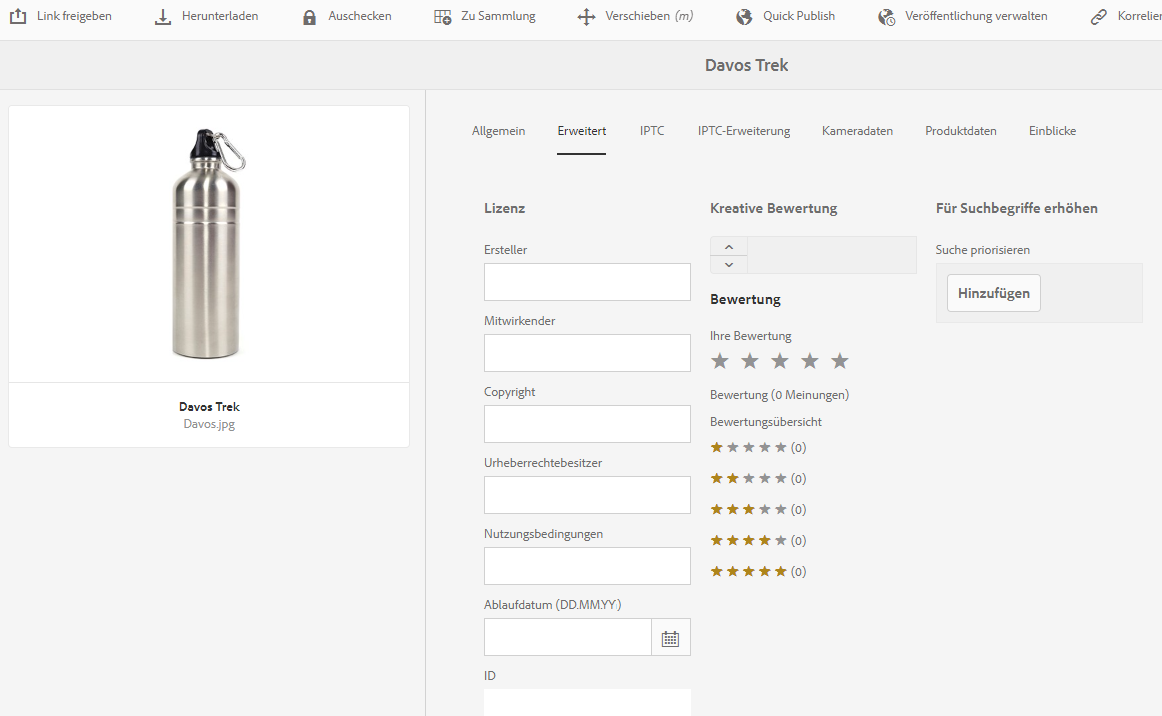 Link freigeben
Herunterladen
Auschecken
Zu Sammlung
Verschieben (m)
Quick Publish
Veröffentlichung verwalten
Davos Trek
Davos Trek
Davos.jpg
Allgemein
Erweitert
IPTC
IPTC-Erweiterung
Kameradaten
Produktdaten
Einblicke
Lizenz
Ersteller
Mitwirkender
Copyright
Urheberrechtebesitzer
Nutzungsbedingungen
Ablaufdatum (DD.MM.YY)
ID
Kreative Bewertung
Bewertung
Ihre Bewertung
Bewertung (0 Meinungen)
Bewertungsübersicht
(0)
(0)
(0)
(0)
(0)
Für Suchbegriffe erhöhen
Suche priorisieren
Hinzufügen